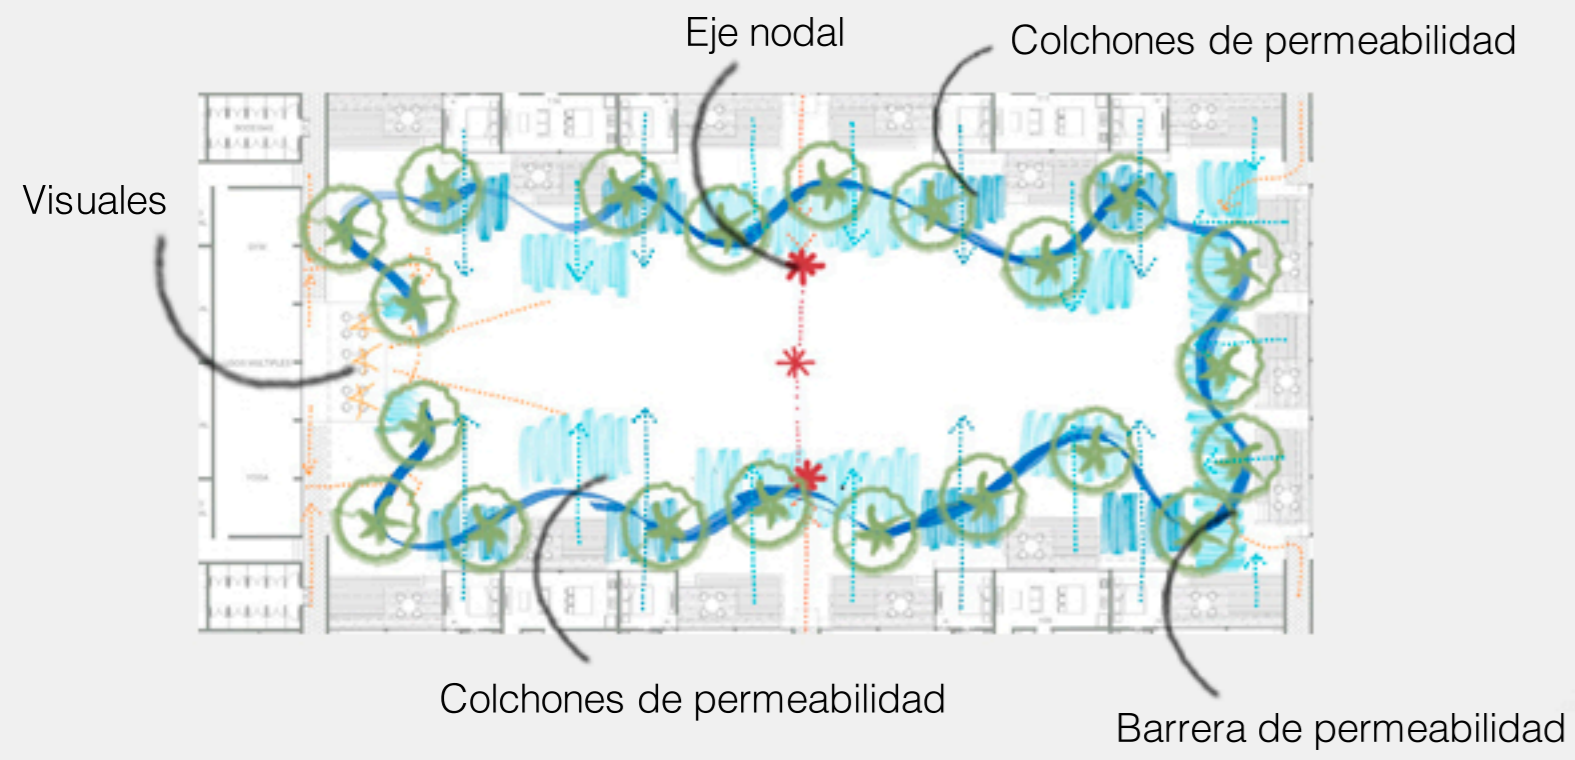 Eje nodal
Colchones de permeabilidad
Visuales
Colchones de permeabilidad
Barrera de permeabilidad